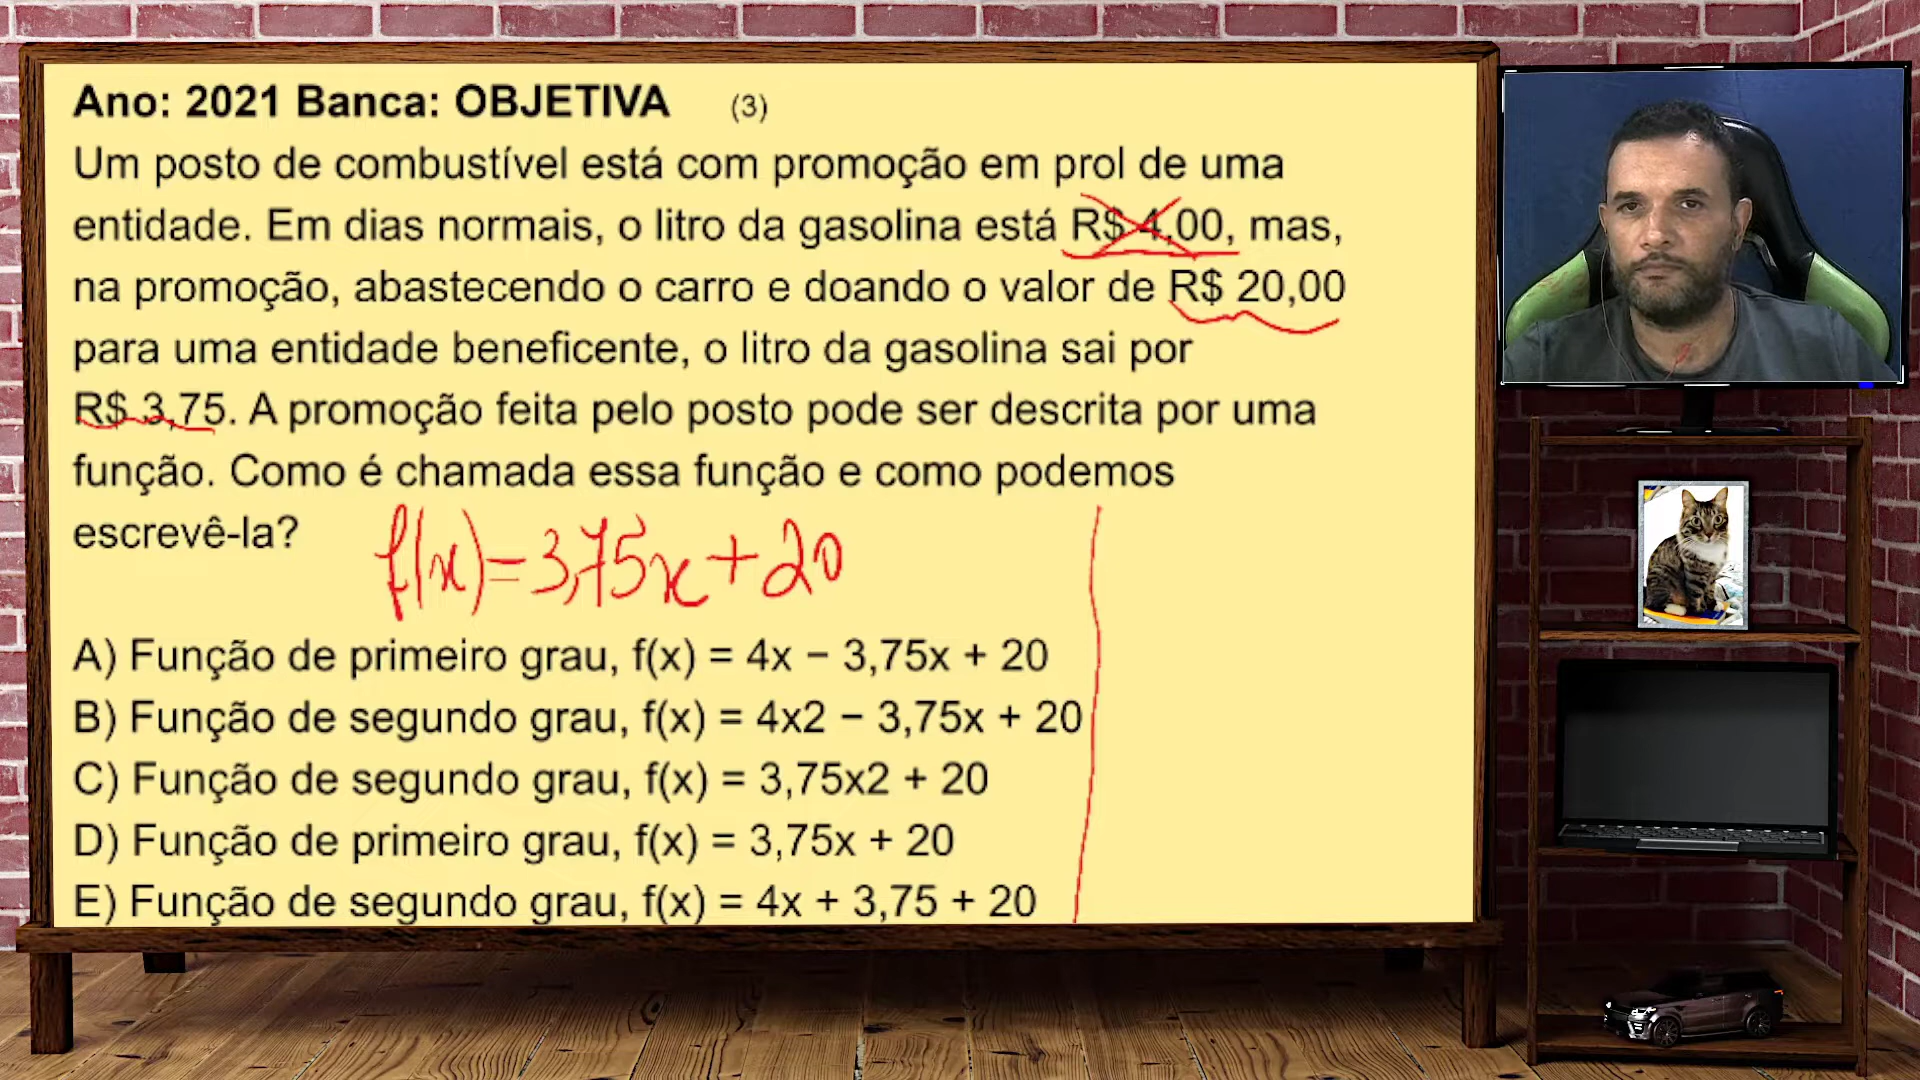 Ano: 2021 Banca: OBJETIVA (3)
Um posto de combustível está com promoção em prol de uma
entidade. Em dias normais, o litro da gasolina está R$ 4,00, mas,
na promoção, abastecendo o carro e doando o valor de R$ 20,00
para uma entidade beneficente, o litro da gasolina sai por
R$ 3,75. A promoção feita pelo posto pode ser descrita por uma
função. Como é chamada essa função e como podemos
escrevê-la?
f(x)=3,75x+20
A) Função de primeiro grau, f(x) = 4x − 3,75x + 20
B) Função de segundo grau, f(x) = 4x2 − 3,75x + 20
C) Função de segundo grau, f(x) = 3,75x2 + 20
D) Função de primeiro grau, f(x) = 3,75x + 20
E) Função de segundo grau, f(x) = 4x + 3,75 + 20